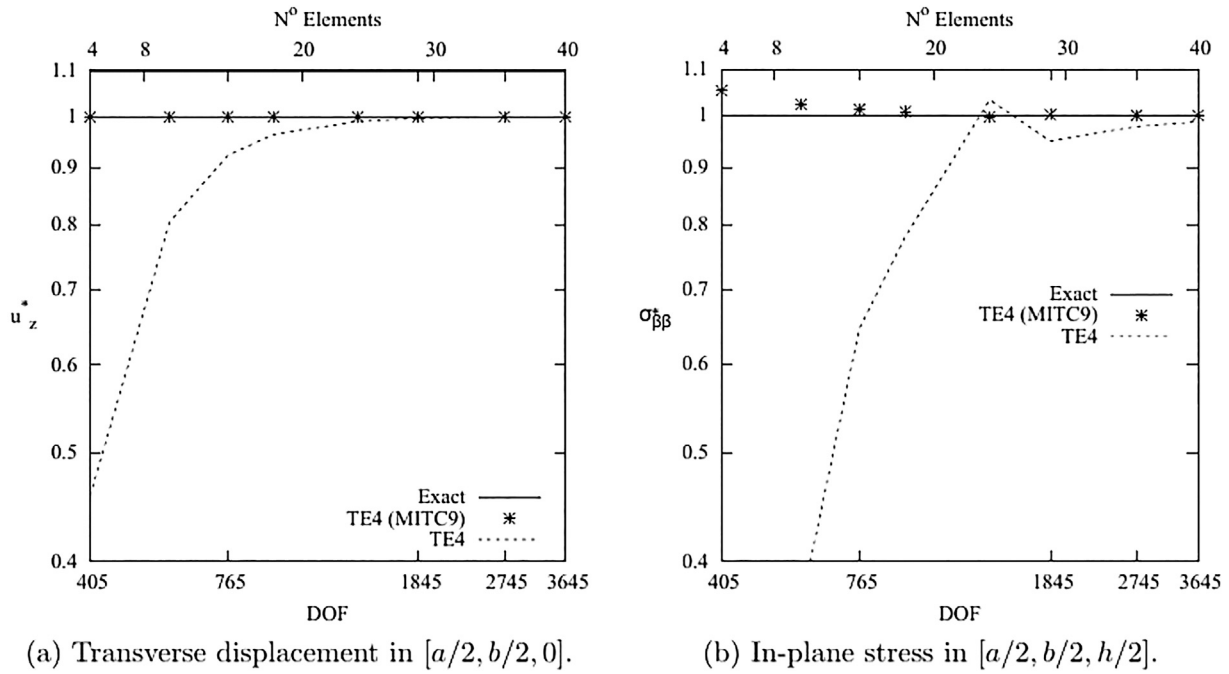 Nº Elements
4 8 20 30 40
1.1
1
0.9
0.8
0.7
u*z
0.6
0.5
Exact
TE4 (MITC9)
TE4
0.4
405 765 1845 2745 3645
DOF
(a) Transverse displacement in [a/2, b/2, 0].
Nº Elements
4 8 20 30 40
1.1
1
0.9
0.8
0.7
Exact
σ*ββ
TE4 (MITC9)
TE4
0.6
0.5
0.4
405 765 1845 2745 3645
DOF
(b) In-plane stress in [a/2, b/2, h/2].